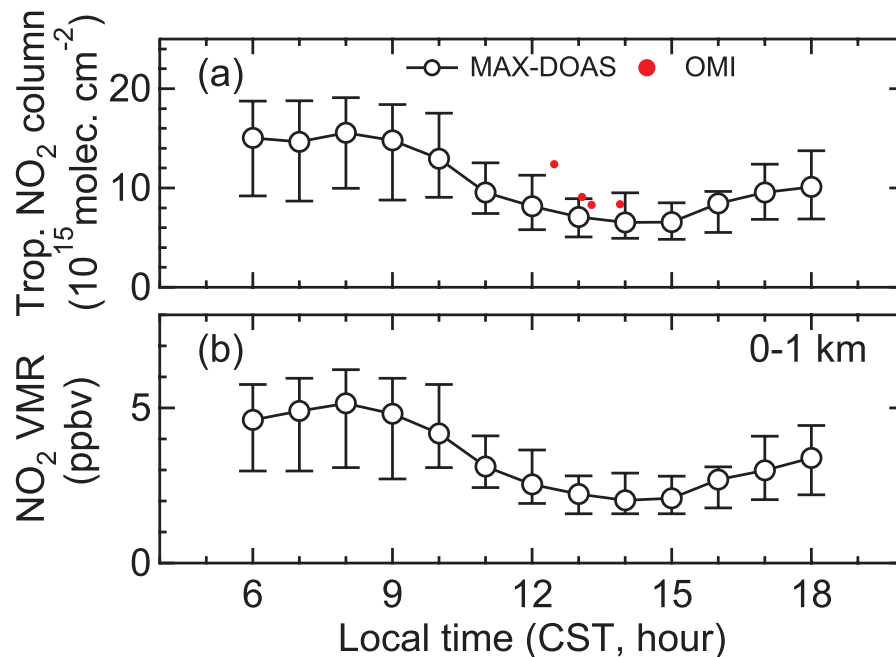 (a)
MAX-DOAS
OMI
Trop. NO2 column
(10^15 molec. cm^-2)
20
10
0
(b)
0-1 km
NO2 VMR
(ppbv)
5
0
6 9 12 15 18
Local time (CST, hour)